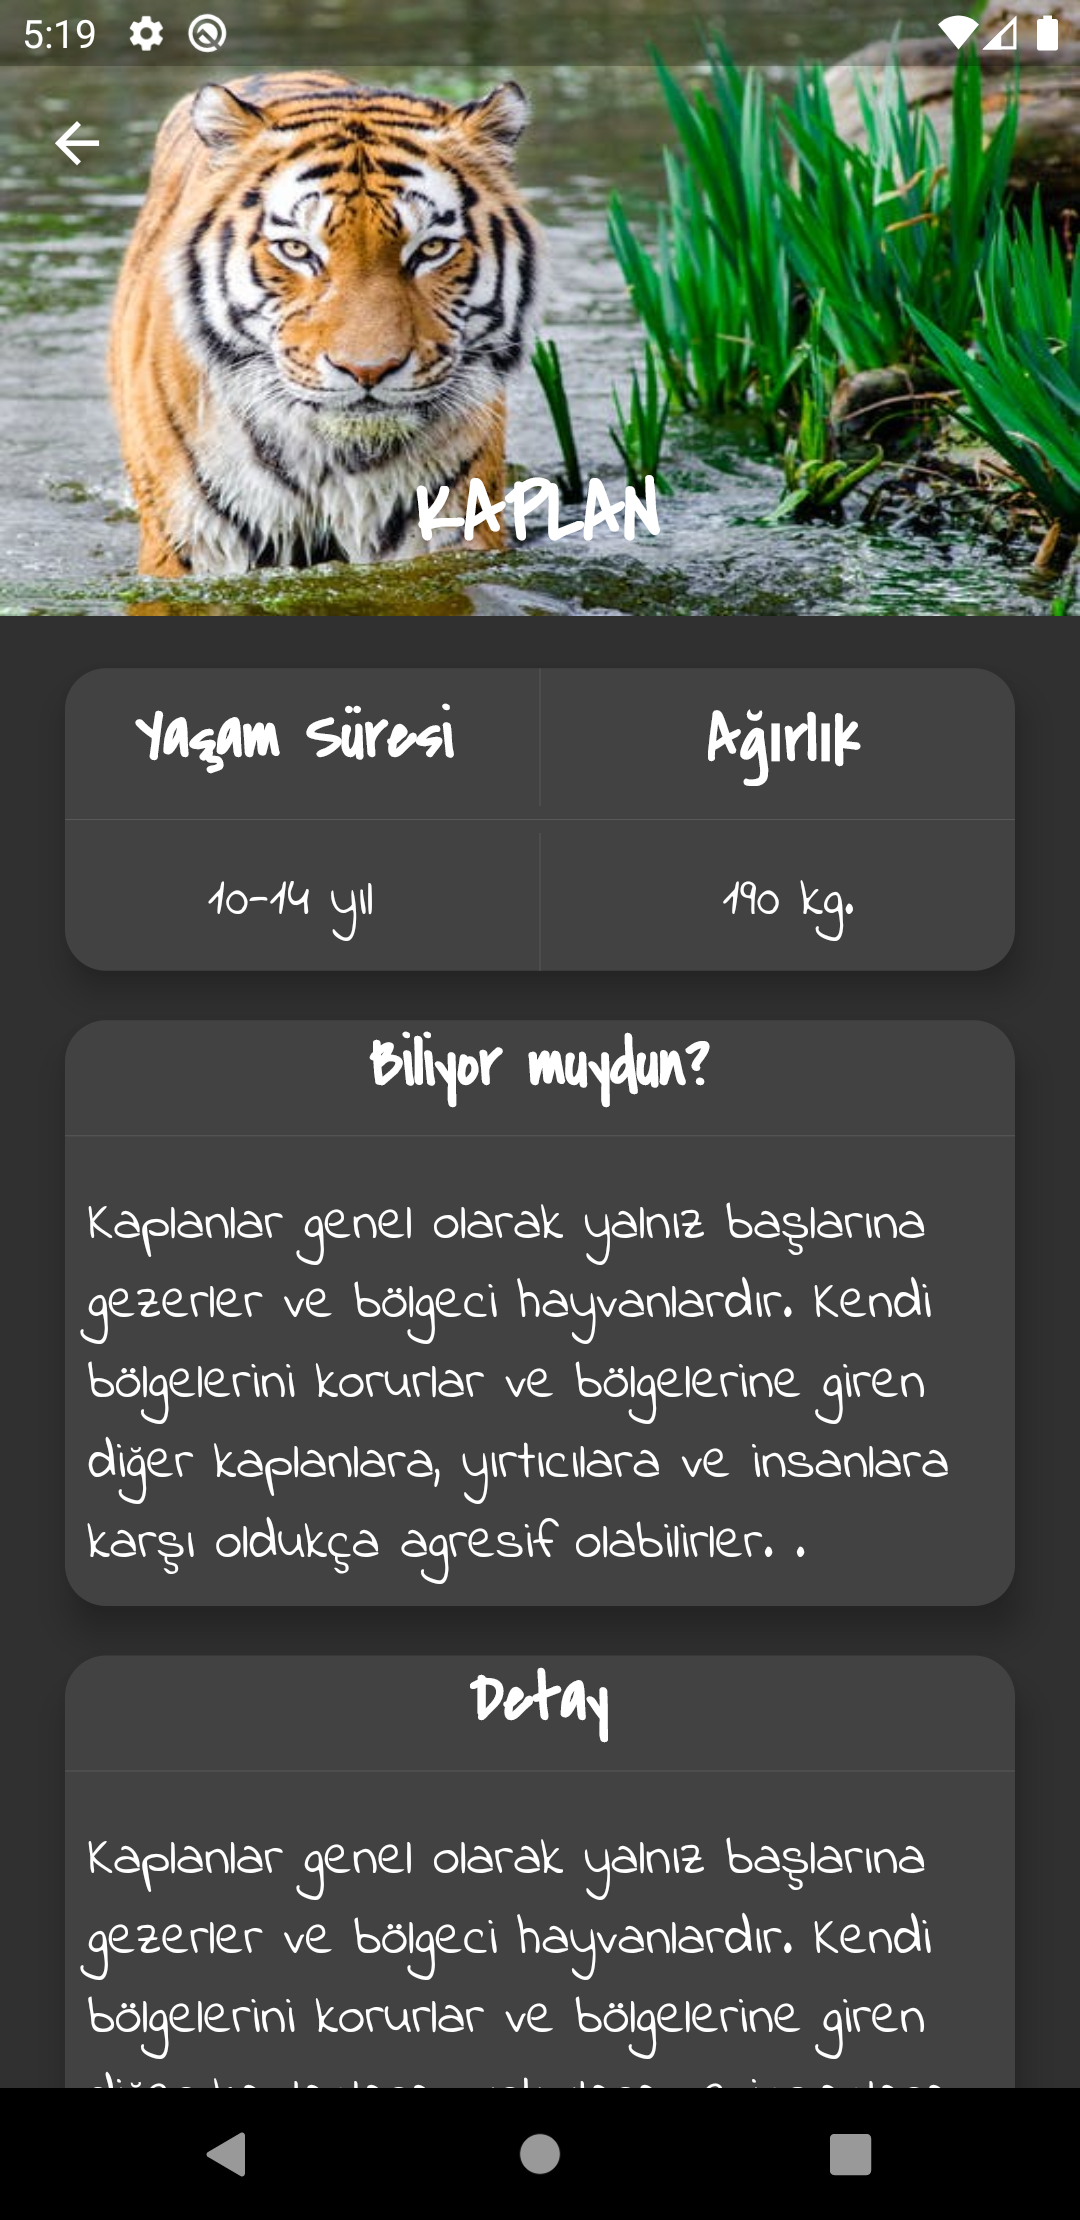 5:19
KAPLAN
Yaşam Süresi
Ağırlık
10-14 yıl
190 kg.
Biliyor muydun?
Kaplanlar genel olarak yalnız başlarına
gezerler ve bölgeci hayvanlardır. Kendi
bölgelerini korurlar ve bölgelerine giren
diğer kaplanlara, yırtıcılara ve insanlara
karşı oldukça agresif olabilirler. .
Detay
Kaplanlar genel olarak yalnız başlarına
gezerler ve bölgeci hayvanlardır. Kendi
bölgelerini korurlar ve bölgelerine giren